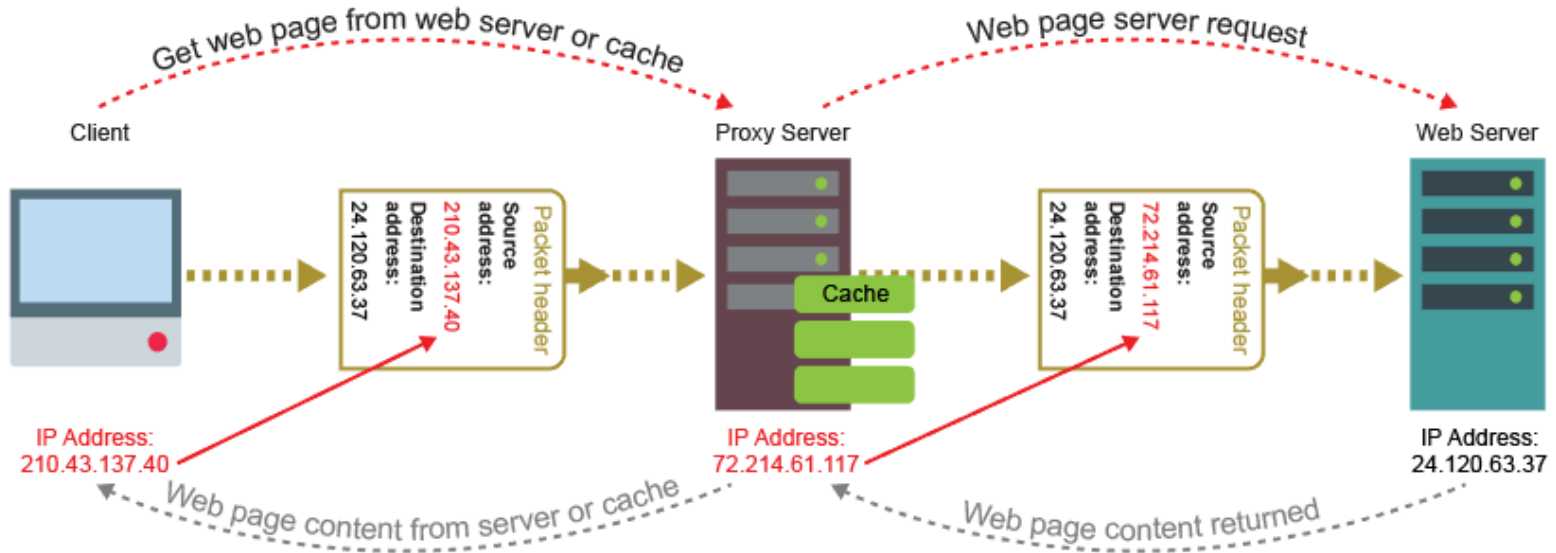 Get web page from web server or cache
Web page server request
Client
Proxy Server
Web Server
Packet header
Source
address:
210.43.137.40
Destination
address:
24.120.63.37
Cache
Packet header
Source
address:
72.214.61.117
Destination
address:
24.120.63.37
IP Address:
210.43.137.40
IP Address:
72.214.61.117
IP Address:
24.120.63.37
Web page content from server or cache
Web page content returned